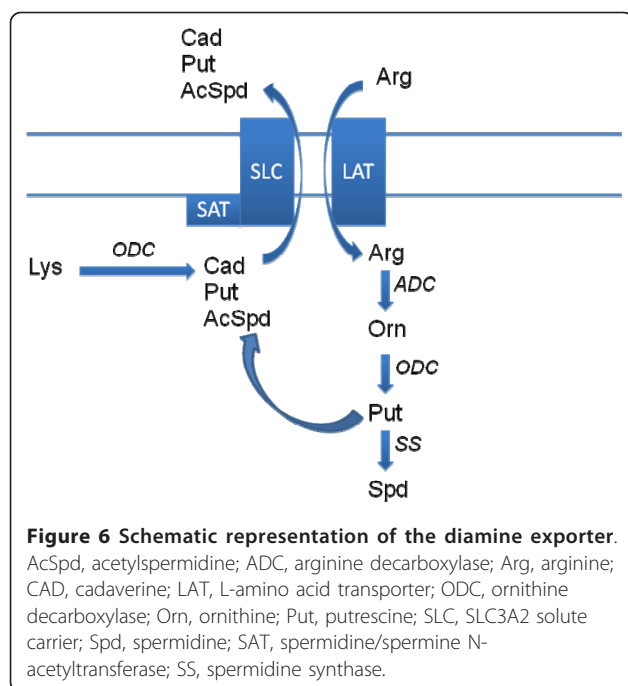 Cad
Put
AcSpd
Arg
SLC
LAT
SAT
Lys
ODC
Cad
Put
AcSpd
Arg
ADC
Orn
ODC
Put
SS
Spd
Figure 6 Schematic representation of the diamine exporter.
AcSpd, acetylspermidine; ADC, arginine decarboxylase; Arg, arginine;
CAD, cadaverine; LAT, L-amino acid transporter; ODC, ornithine
decarboxylase; Orn, ornithine; Put, putrescine; SLC, SLC3A2 solute
carrier; Spd, spermidine; SAT, spermidine/spermine N-
acetyltransferase; SS, spermidine synthase.